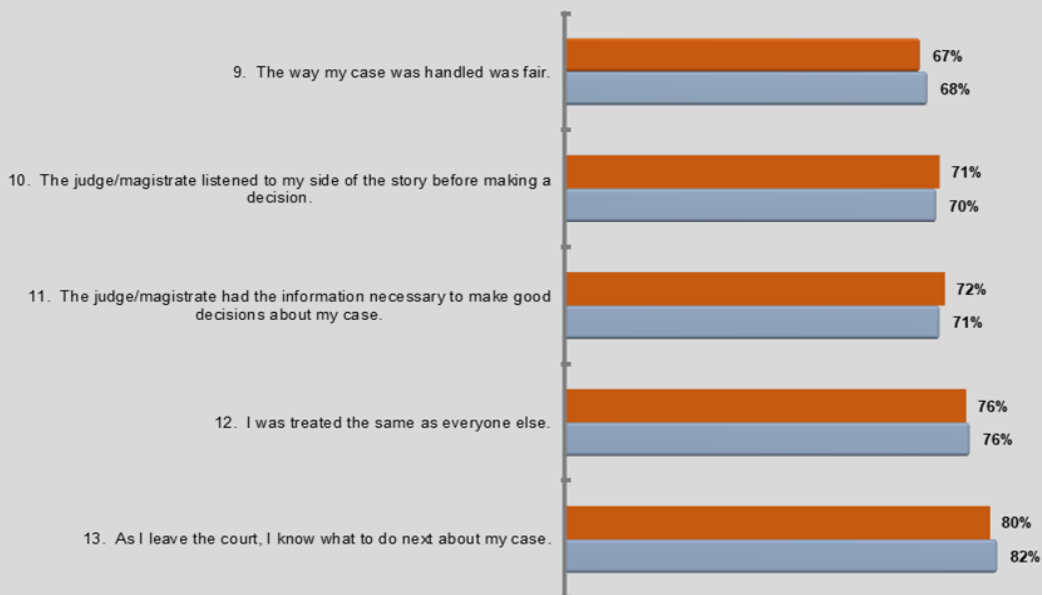 9. The way my case was handled was fair.
67%
68%
10. The judge/magistrate listened to my side of the story before making a
decision.
71%
70%
11. The judge/magistrate had the information necessary to make good
decisions about my case.
72%
71%
12. I was treated the same as everyone else.
76%
76%
13. As I leave the court, I know what to do next about my case.
80%
82%